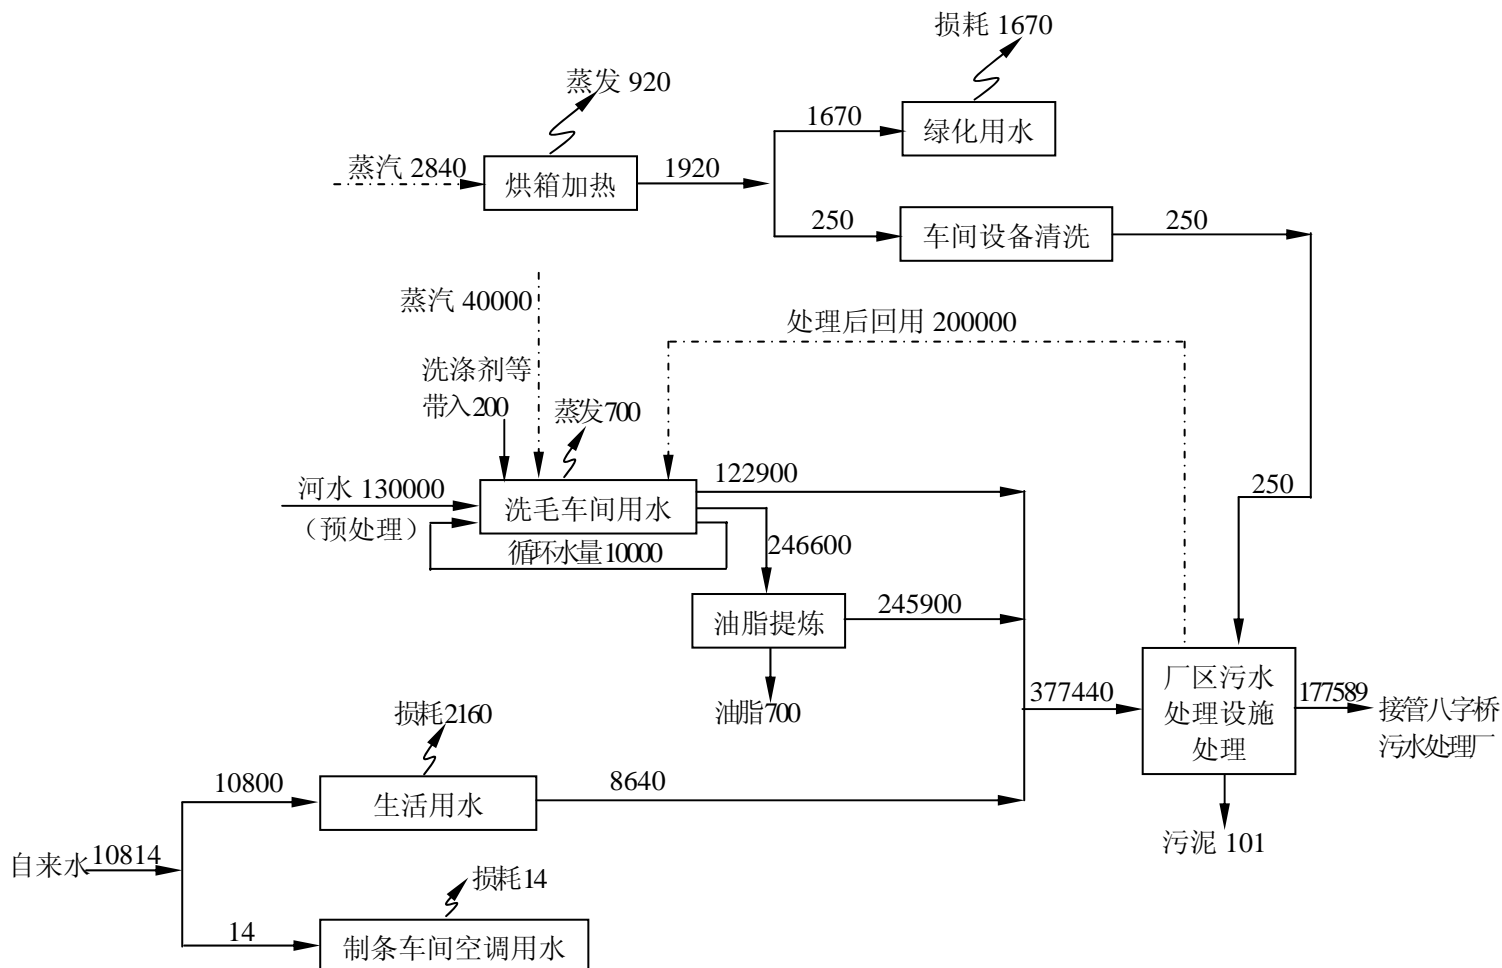 损耗 1670
蒸发 920
1670
绿化用水
蒸汽 2840
烘箱加热
1920
250
车间设备清洗
250
蒸汽 40000
处理后回用 200000
洗涤剂等
带入200
蒸发700
河水 130000
（预处理）
洗毛车间用水
122900
250
循环水量10000
246600
油脂提炼
245900
油脂700
377440
厂区污水
处理设施
处理
177589
接管八字桥
污水处理厂
损耗2160
10800
生活用水
8640
污泥 101
自来水
10814
损耗14
14
制条车间空调用水